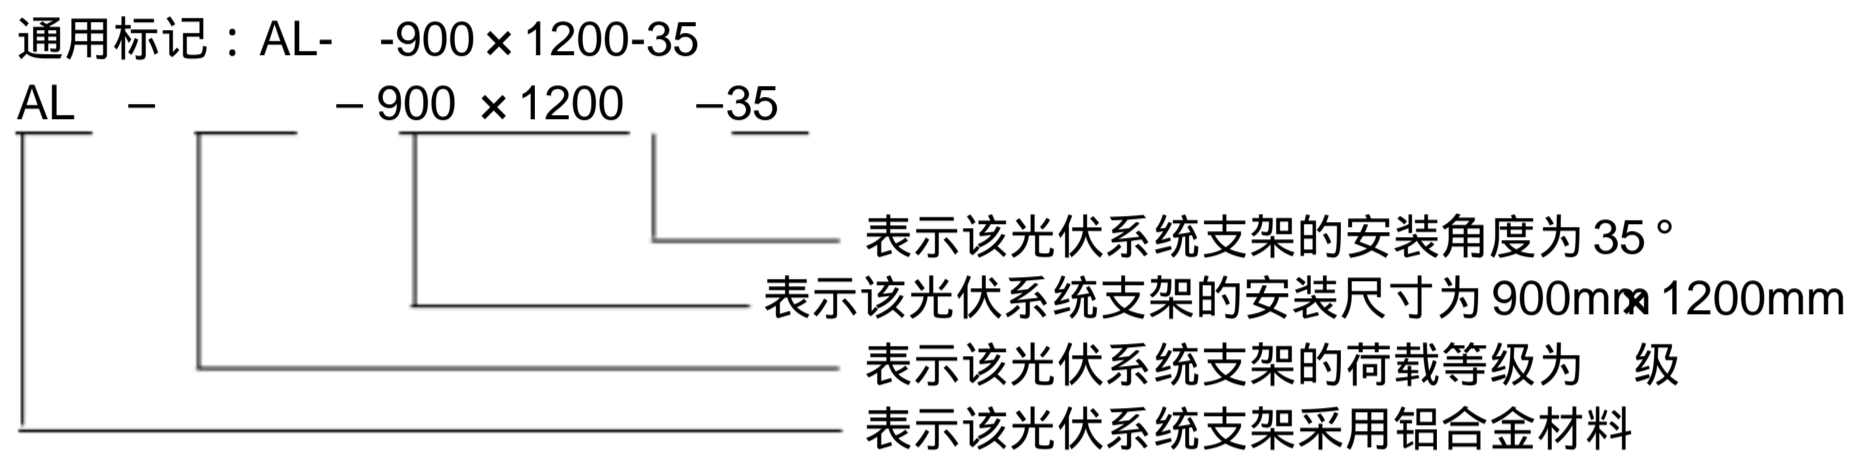 通用标记：AL- -900×1200-35
AL – – 900 ×1200 –35
表示该光伏系统支架的安装角度为35°
表示该光伏系统支架的安装尺寸为900mm×1200mm
表示该光伏系统支架的荷载等级为 级
表示该光伏系统支架采用铝合金材料